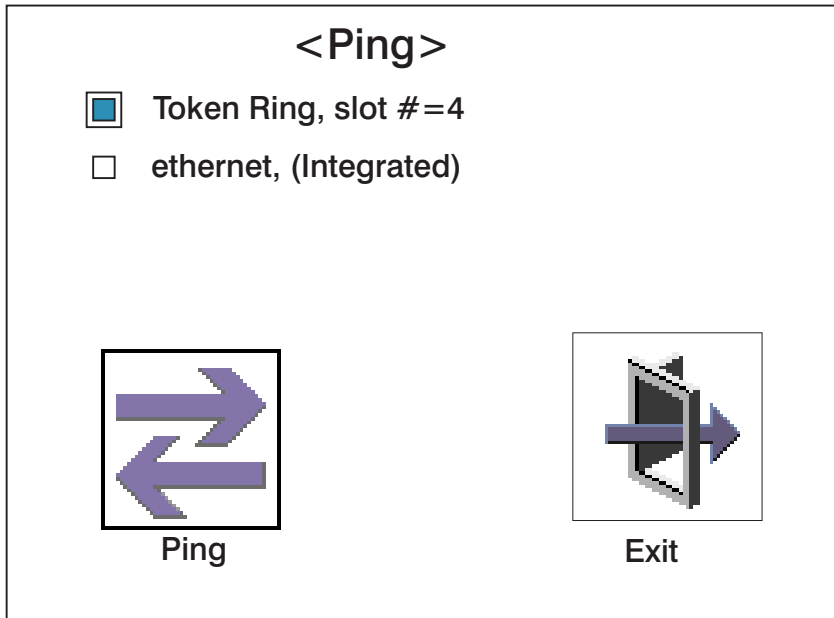 <Ping>
Token Ring, slot #=4
ethernet, (Integrated)
Ping
Exit